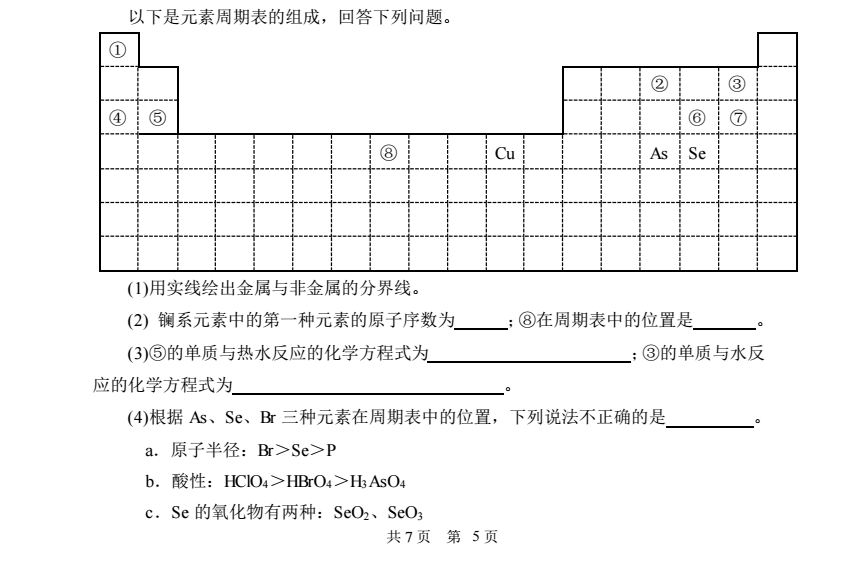 以下是元素周期表的组成，回答下列问题。
①
② ③
④ ⑤ ⑥ ⑦
⑧ Cu As Se
(1)用实线绘出金属与非金属的分界线。
(2) 镧系元素中的第一种元素的原子序数为______；⑧在周期表中的位置是______。
(3)⑤的单质与热水反应的化学方程式为______；③的单质与水反
应的化学方程式为______。
(4)根据 As、Se、Br 三种元素在周期表中的位置，下列说法不正确的是______。
a．原子半径：Br＞Se＞P
b．酸性：HClO₄＞HBrO₄＞H₃AsO₄
c．Se 的氧化物有两种：SeO₂、SeO₃
共 7 页 第 5 页